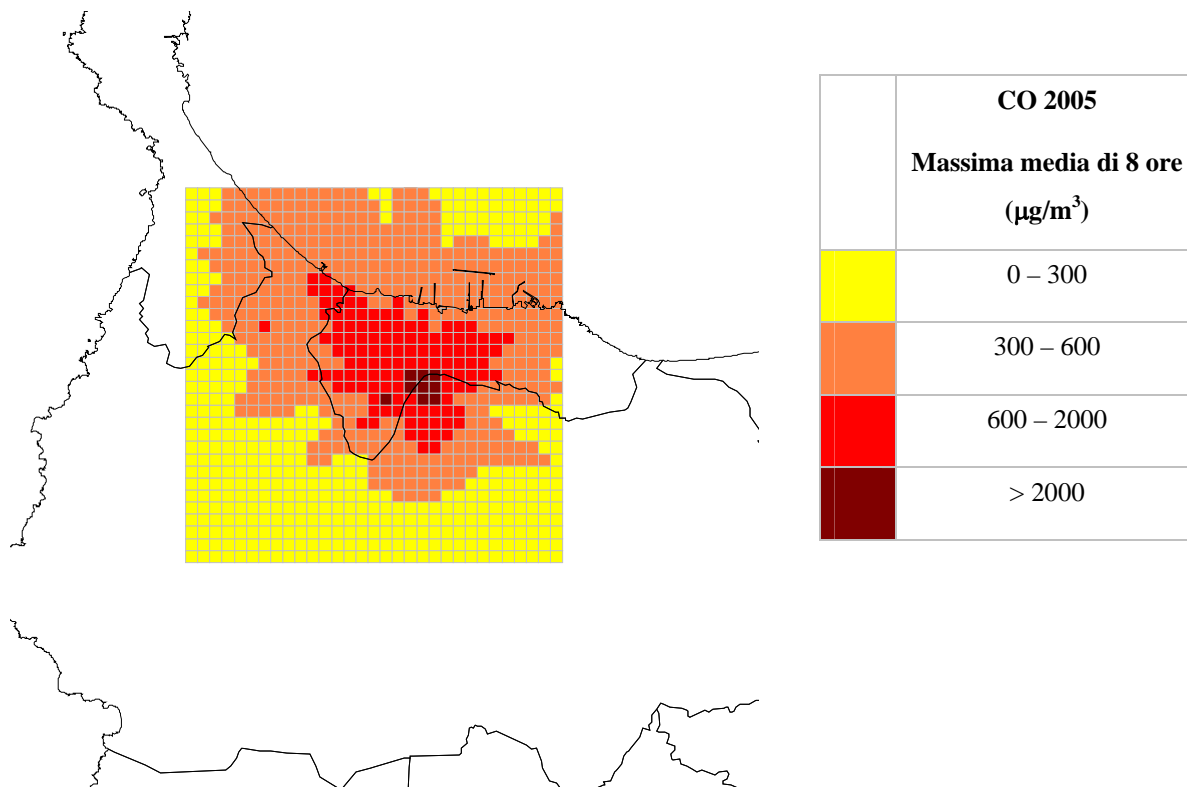 CO 2005
Massima media di 8 ore
(µg/m³)
0 – 300
300 – 600
600 – 2000
> 2000